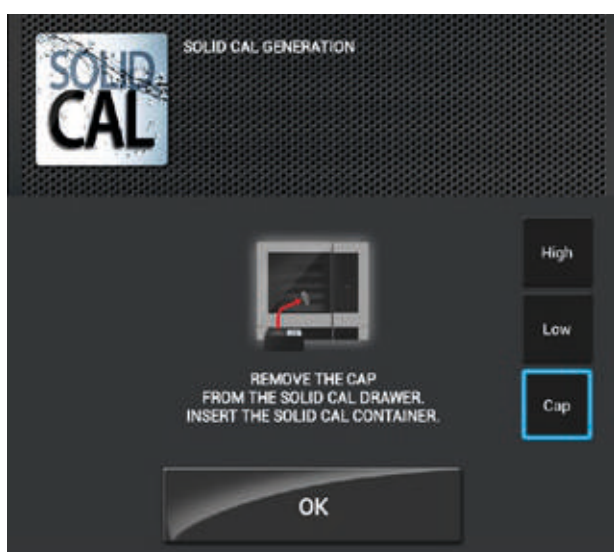 SOLID
CAL
SOLID CAL GENERATION
High
Low
REMOVE THE CAP
FROM THE SOLID CAL DRAWER.
INSERT THE SOLID CAL CONTAINER.
Cap
OK